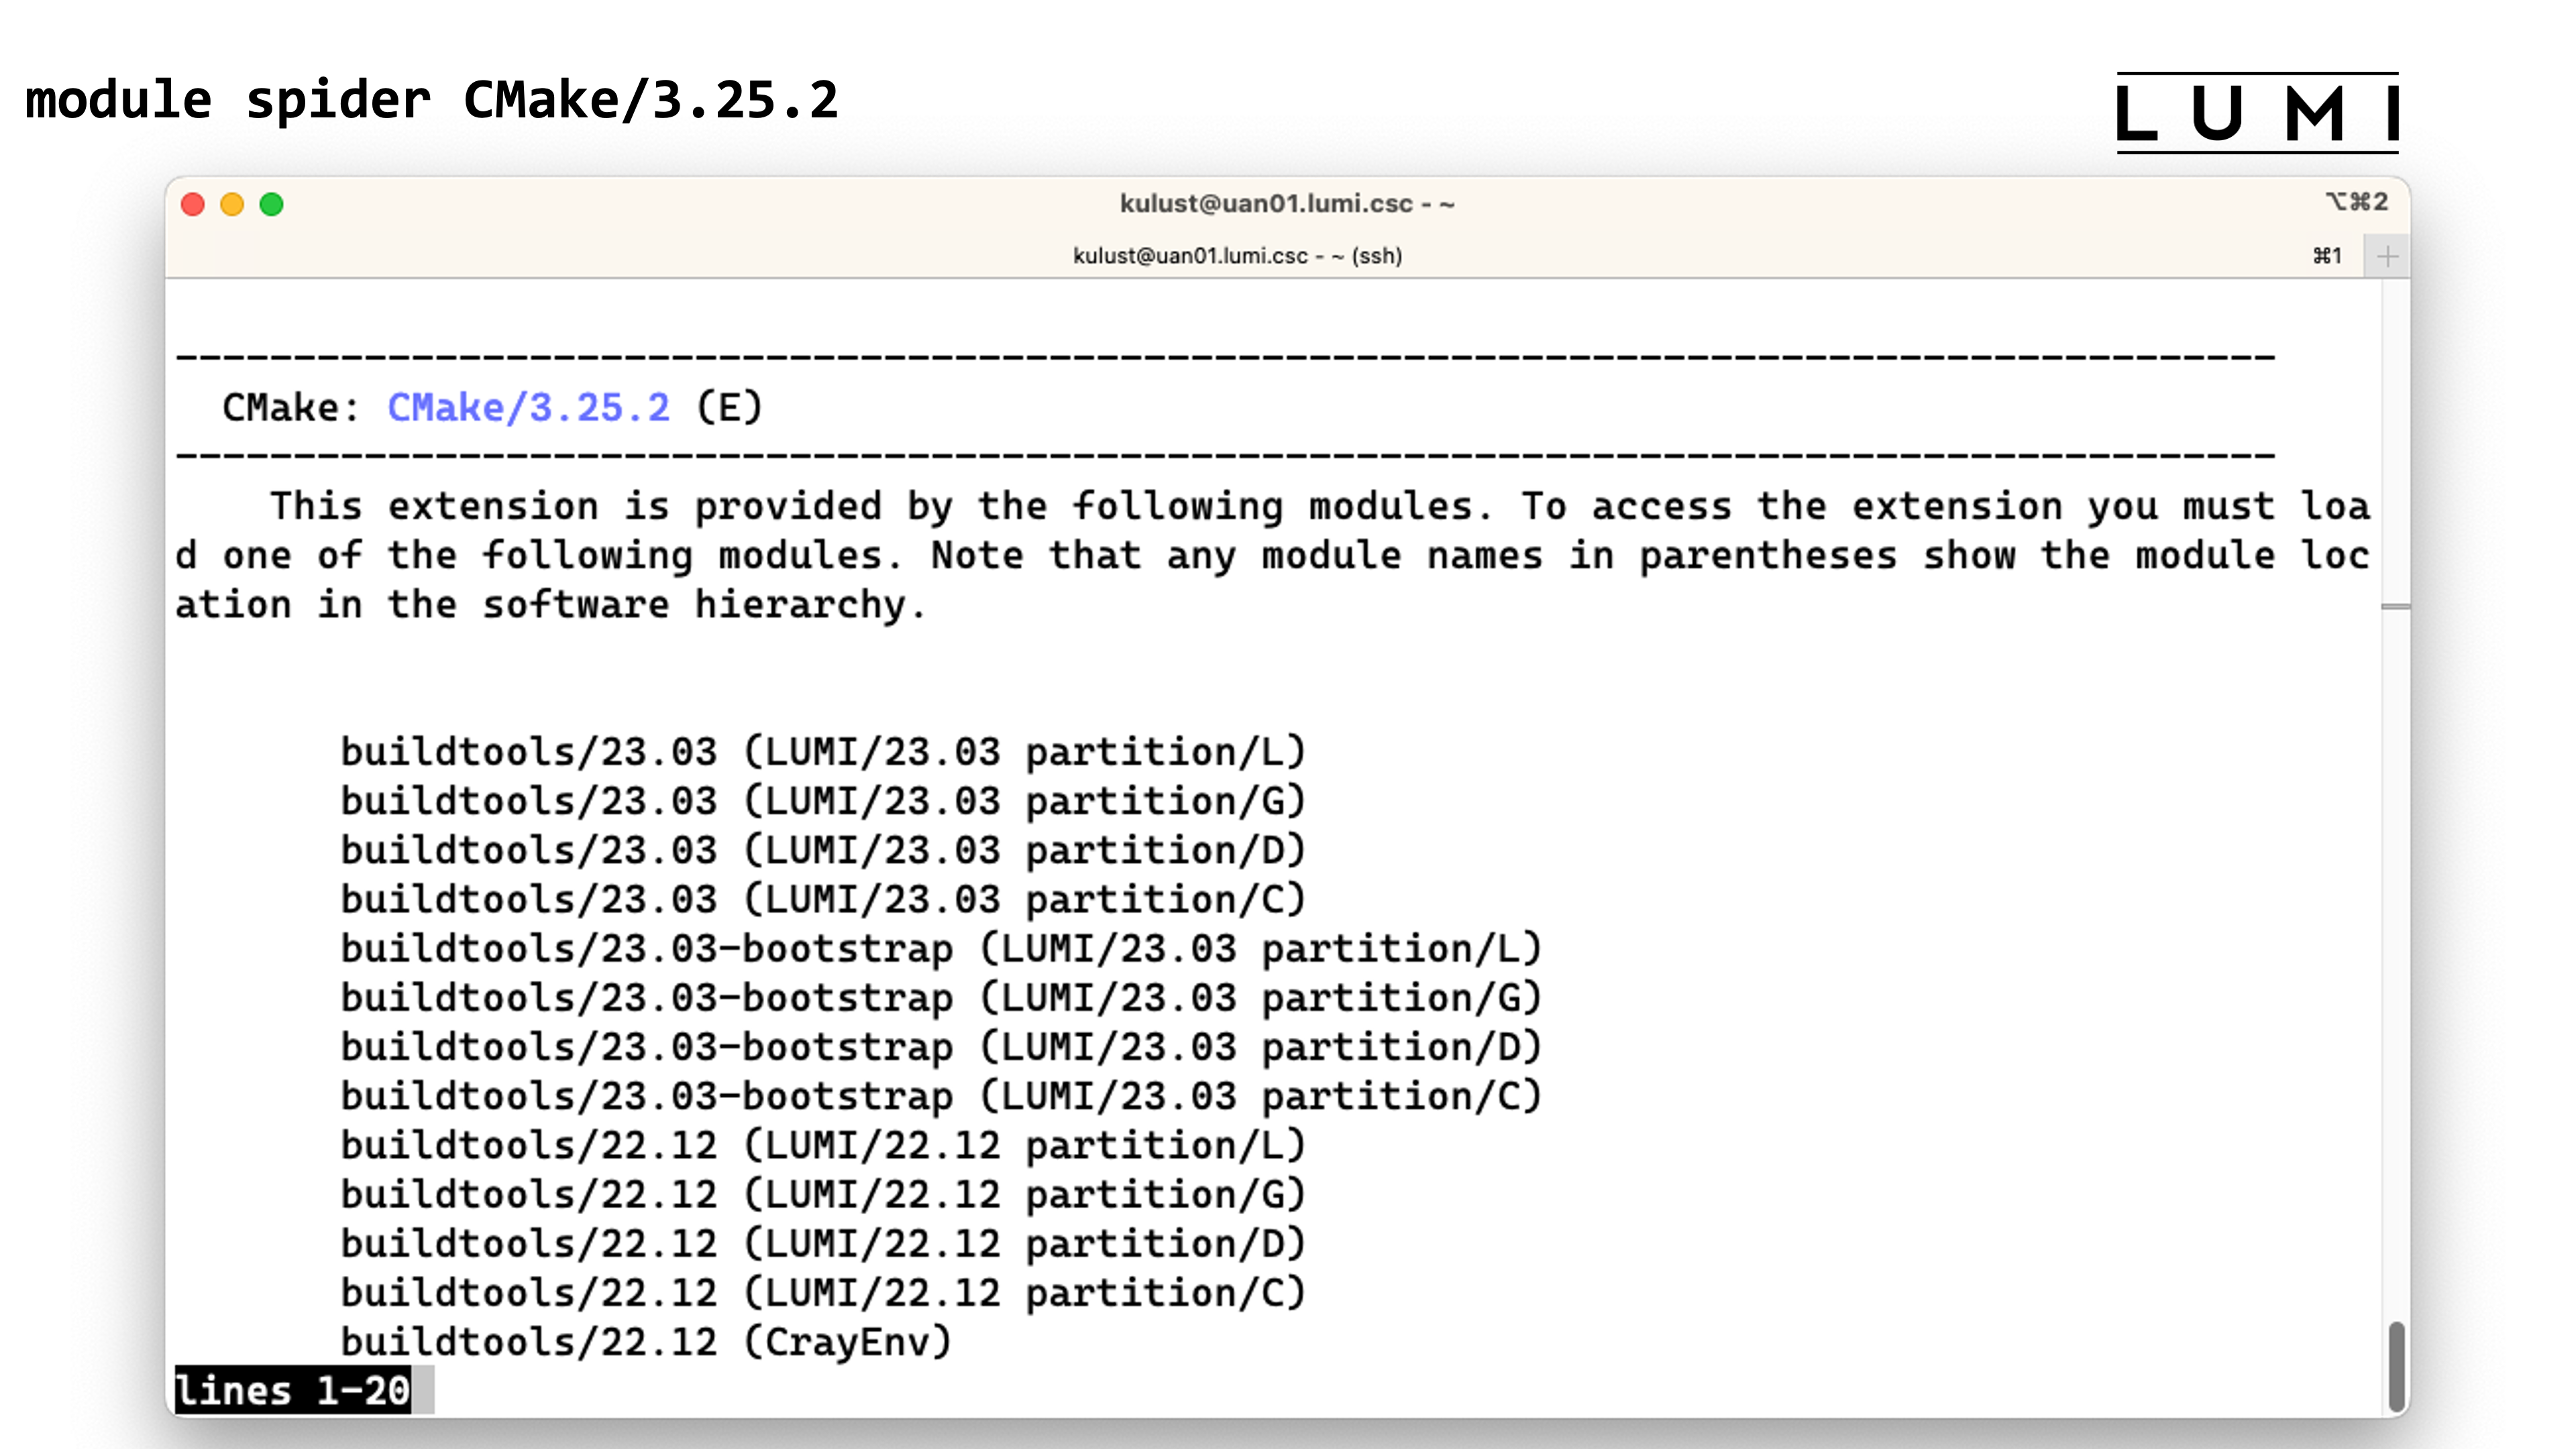 module spider CMake/3.25.2
LUMI
kulust@uan01.lumi.csc - ~
⌥⌘2
kulust@uan01.lumi.csc - ~ (ssh)
⌘1
+
-----------------------------------------------------------------------------------------
CMake: CMake/3.25.2 (E)
-----------------------------------------------------------------------------------------
This extension is provided by the following modules. To access the extension you must loa
d one of the following modules. Note that any module names in parentheses show the module loc
ation in the software hierarchy.
buildtools/23.03 (LUMI/23.03 partition/L)
buildtools/23.03 (LUMI/23.03 partition/G)
buildtools/23.03 (LUMI/23.03 partition/D)
buildtools/23.03 (LUMI/23.03 partition/C)
buildtools/23.03-bootstrap (LUMI/23.03 partition/L)
buildtools/23.03-bootstrap (LUMI/23.03 partition/G)
buildtools/23.03-bootstrap (LUMI/23.03 partition/D)
buildtools/23.03-bootstrap (LUMI/23.03 partition/C)
buildtools/22.12 (LUMI/22.12 partition/L)
buildtools/22.12 (LUMI/22.12 partition/G)
buildtools/22.12 (LUMI/22.12 partition/D)
buildtools/22.12 (LUMI/22.12 partition/C)
buildtools/22.12 (CrayEnv)
lines 1-20